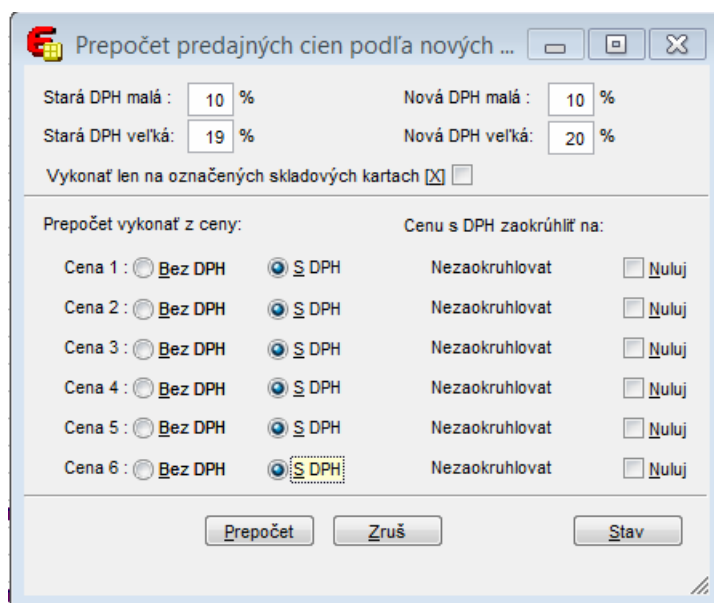 Prepočet predajných cien podľa nových ...
Stará DPH malá : 10 % Nová DPH malá : 10 %
Stará DPH veľká: 19 % Nová DPH veľká: 20 %
Vykonať len na označených skladových kartach [X]
Prepočet vykonať z ceny: Cenu s DPH zaokrúhliť na:
Cena 1 : Bez DPH S DPH Nezaokruhlovat Nuluj
Cena 2 : Bez DPH S DPH Nezaokruhlovat Nuluj
Cena 3 : Bez DPH S DPH Nezaokruhlovat Nuluj
Cena 4 : Bez DPH S DPH Nezaokruhlovat Nuluj
Cena 5 : Bez DPH S DPH Nezaokruhlovat Nuluj
Cena 6 : Bez DPH S DPH Nezaokruhlovat Nuluj
Prepočet Zruš Stav